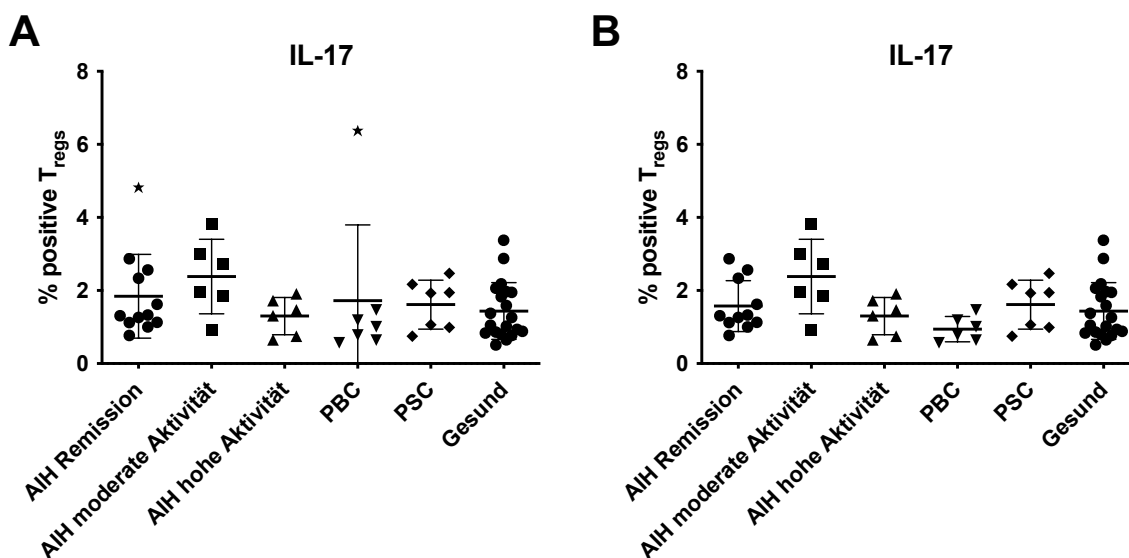 A
IL-17
% positive Tregs
8
6
4
2
0
AIH Remission
AIH moderate Aktivität
AIH hohe Aktivität
PBC
PSC
Gesund
B
IL-17
% positive Tregs
8
6
4
2
0
AIH Remission
AIH moderate Aktivität
AIH hohe Aktivität
PBC
PSC
Gesund